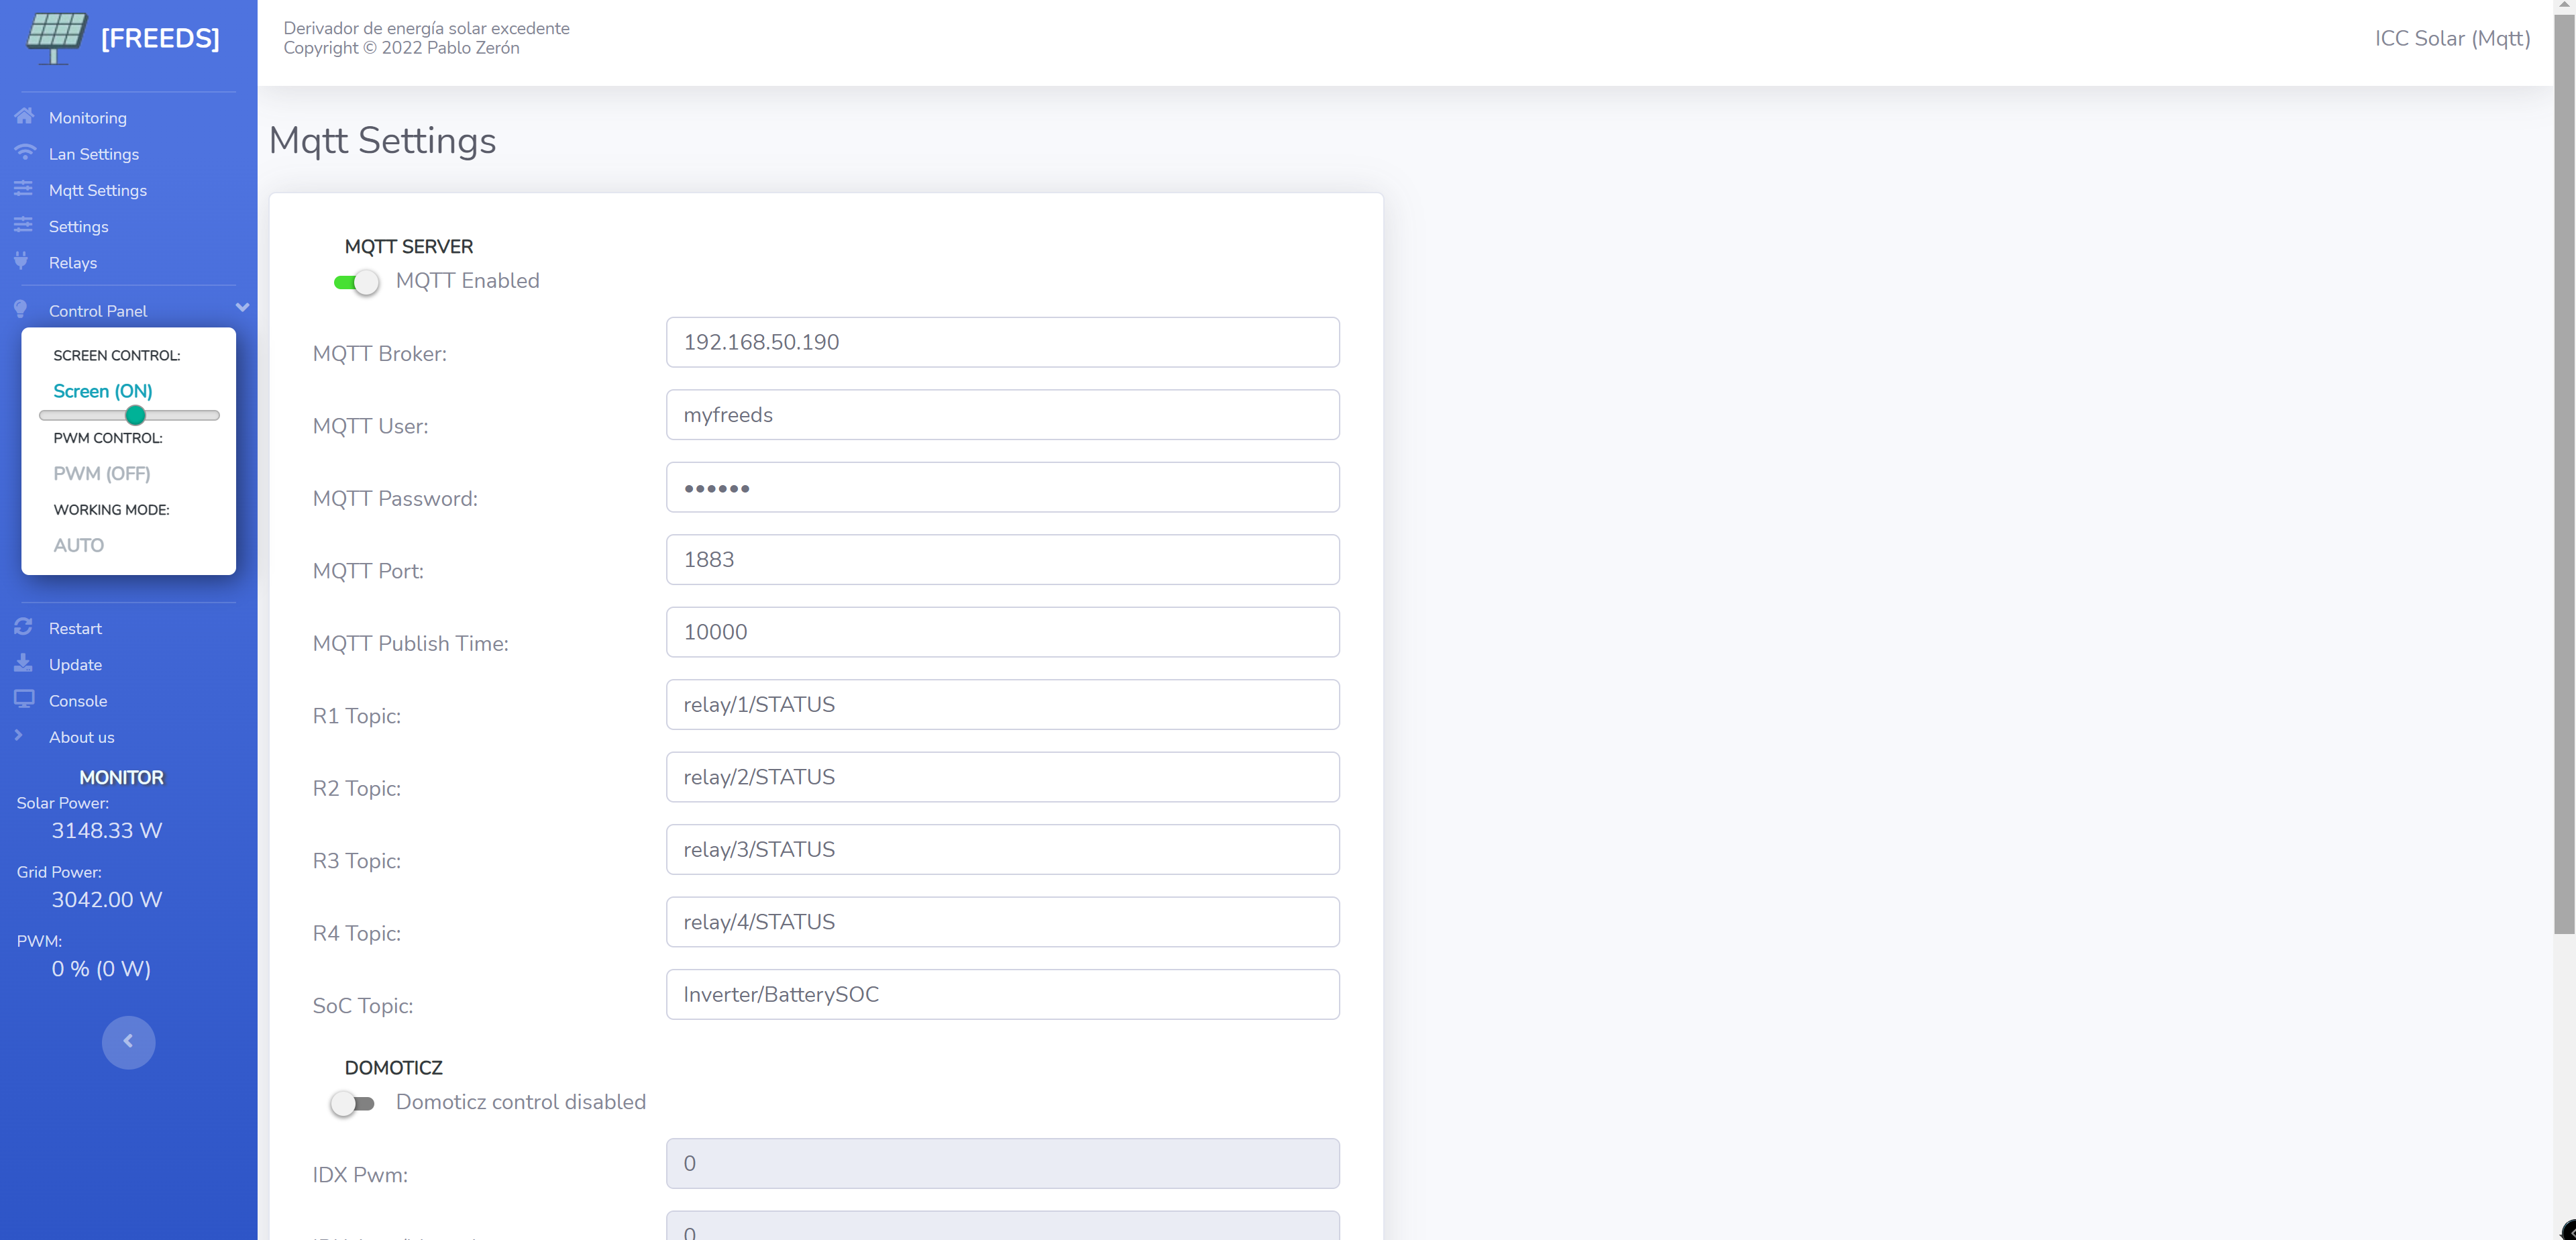 [FREEDS]
Derivador de energía solar excedente
Copyright © 2022 Pablo Zerón
ICC Solar (Mqtt)
Monitoring
Lan Settings
Mqtt Settings
Settings
Relays
Control Panel
SCREEN CONTROL:
Screen (ON)
PWM CONTROL:
PWM (OFF)
WORKING MODE:
AUTO
Restart
Update
Console
About us
MONITOR
Solar Power:
3148.33 W
Grid Power:
3042.00 W
PWM:
0 % (0 W)
Mqtt Settings
MQTT SERVER
MQTT Enabled
MQTT Broker: 192.168.50.190
MQTT User: myfreeds
MQTT Password: ••••••
MQTT Port: 1883
MQTT Publish Time: 10000
R1 Topic: relay/1/STATUS
R2 Topic: relay/2/STATUS
R3 Topic: relay/3/STATUS
R4 Topic: relay/4/STATUS
SoC Topic: Inverter/BatterySOC
DOMOTICZ
Domoticz control disabled
IDX Pwm: 0
0